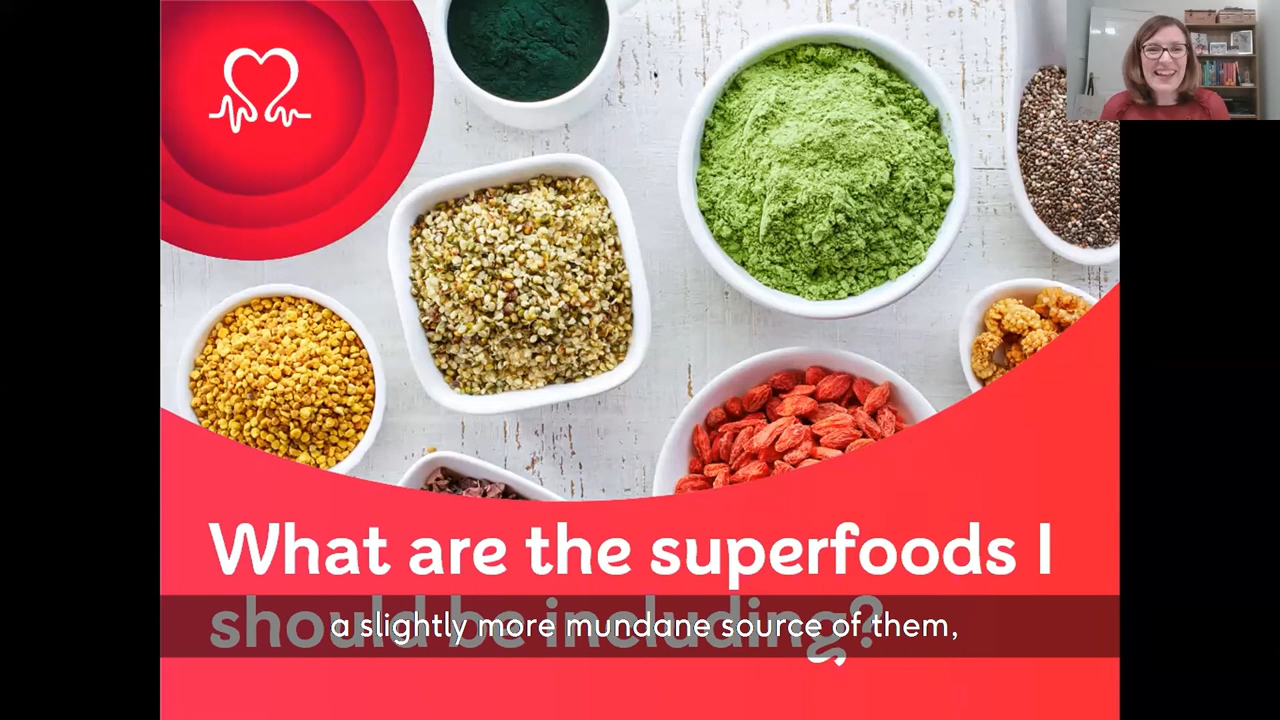 What are the superfoods I
should be including?
a slightly more mundane source of them,